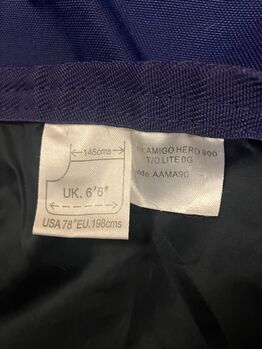 145cms
UK. 6'6"
USA 78" EU. 198cms
AMIGO HERO 900
T/O LITE 0G
AAMA90